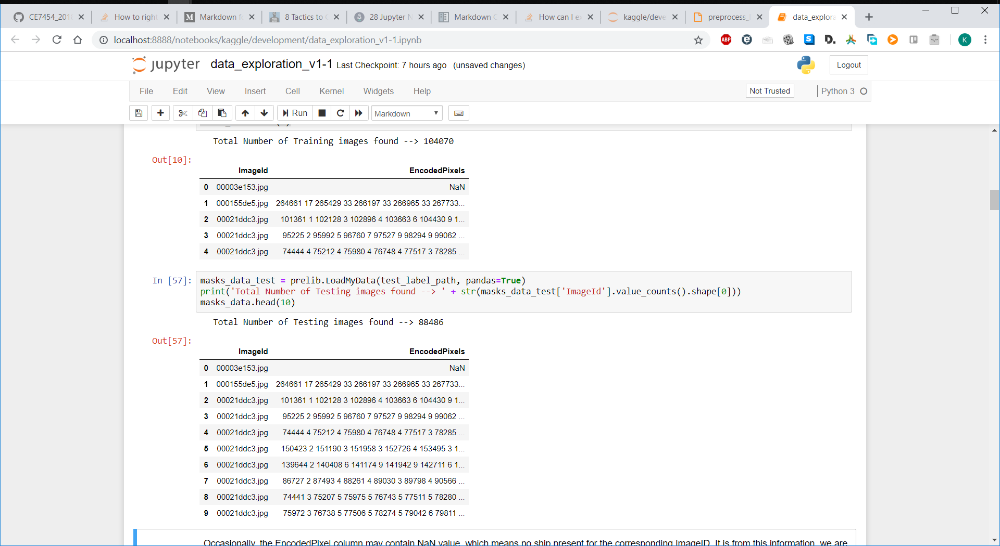 CE7454_201
How to right
Markdown f
8 Tactics to
28 Jupyter N
Markdown C
How can I e
kaggle/deve
preprocess_
data_explora
localhost:8888/notebooks/kaggle/development/data_exploration_v1-1.ipynb
ABP
S
D.
K
jupyter data_exploration_v1-1 Last Checkpoint: 7 hours ago (unsaved changes)
Logout
File Edit View Insert Cell Kernel Widgets Help
Not Trusted
Python 3
Run
Markdown
Total Number of Training images found --> 104070
Out[10]:
ImageId EncodedPixels
0 00003e153.jpg NaN
1 000155de5.jpg 264661 17 265429 33 266197 33 266965 33 267733...
2 00021ddc3.jpg 101361 1 102128 3 102896 4 103663 6 104430 9 1...
3 00021ddc3.jpg 95225 2 95992 5 96760 7 97527 9 98294 9 99062 ...
4 00021ddc3.jpg 74444 4 75212 4 75980 4 76748 4 77517 3 78285 ...
In [57]: masks_data_test = prelib.LoadMyData(test_label_path, pandas=True)
print('Total Number of Testing images found --> ' + str(masks_data_test['ImageId'].value_counts().shape[0]))
masks_data.head(10)
Total Number of Testing images found --> 88486
Out[57]:
ImageId EncodedPixels
0 00003e153.jpg NaN
1 000155de5.jpg 264661 17 265429 33 266197 33 266965 33 267733...
2 00021ddc3.jpg 101361 1 102128 3 102896 4 103663 6 104430 9 1...
3 00021ddc3.jpg 95225 2 95992 5 96760 7 97527 9 98294 9 99062 ...
4 00021ddc3.jpg 74444 4 75212 4 75980 4 76748 4 77517 3 78285 ...
5 00021ddc3.jpg 150423 2 151190 3 151958 3 152726 4 153495 3 1...
6 00021ddc3.jpg 139644 2 140408 6 141174 9 141942 9 142711 6 1...
7 00021ddc3.jpg 86727 2 87493 4 88261 4 89030 3 89798 4 90566 ...
8 00021ddc3.jpg 74441 3 75207 5 75975 5 76743 5 77511 5 78280 ...
9 00021ddc3.jpg 75972 3 76738 5 77506 5 78274 5 79042 6 79811 ...
Occasionally, the EncodedPixel column may contain NaN value, which means no ship present for the corresponding ImageID. It is from this information, we are